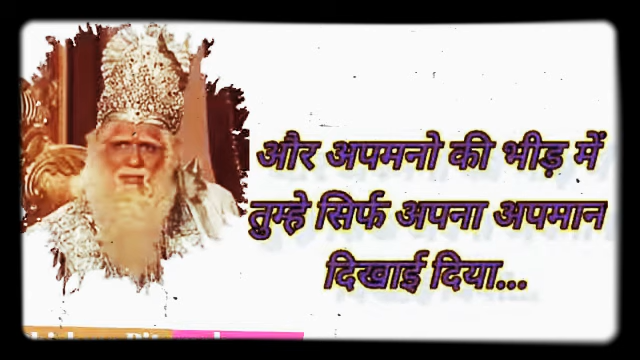 और अपमनो की भीड़ में
तुम्हे सिर्फ अपना अपमान
दिखाई दिया...